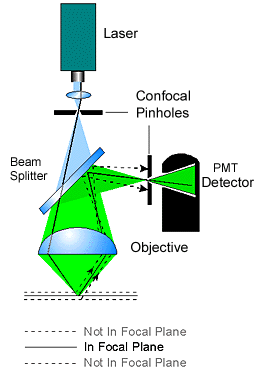 Laser
Confocal
Pinholes
Beam
Splitter
PMT
Detector
Objective
Not In Focal Plane
In Focal Plane
Not In Focal Plane